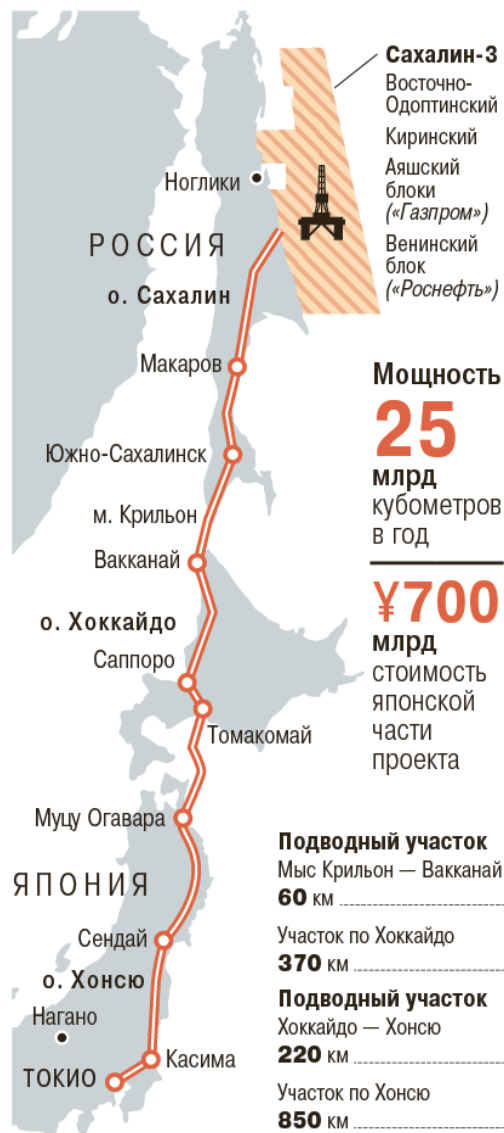 Сахалин-3
Восточно-
Одоптинский
Киринский
Аяшский
блоки
(«Газпром»)
Венинский
блок
(«Роснефть»)
Ноглики
РОССИЯ
о. Сахалин
Макаров
Южно-Сахалинск
м. Крильон
Вакканай
о. Хоккайдо
Саппоро
Томакомай
Муцу Огавара
ЯПОНИЯ
Сендай
о. Хонсю
Нагано
ТОКИО
Касима
Мощность
25
млрд
кубометров
в год
¥700
млрд
стоимость
японской
части
проекта
Подводный участок
Мыс Крильон — Вакканай
60 км
Участок по Хоккайдо
370 км
Подводный участок
Хоккайдо — Хонсю
220 км
Участок по Хонсю
850 км